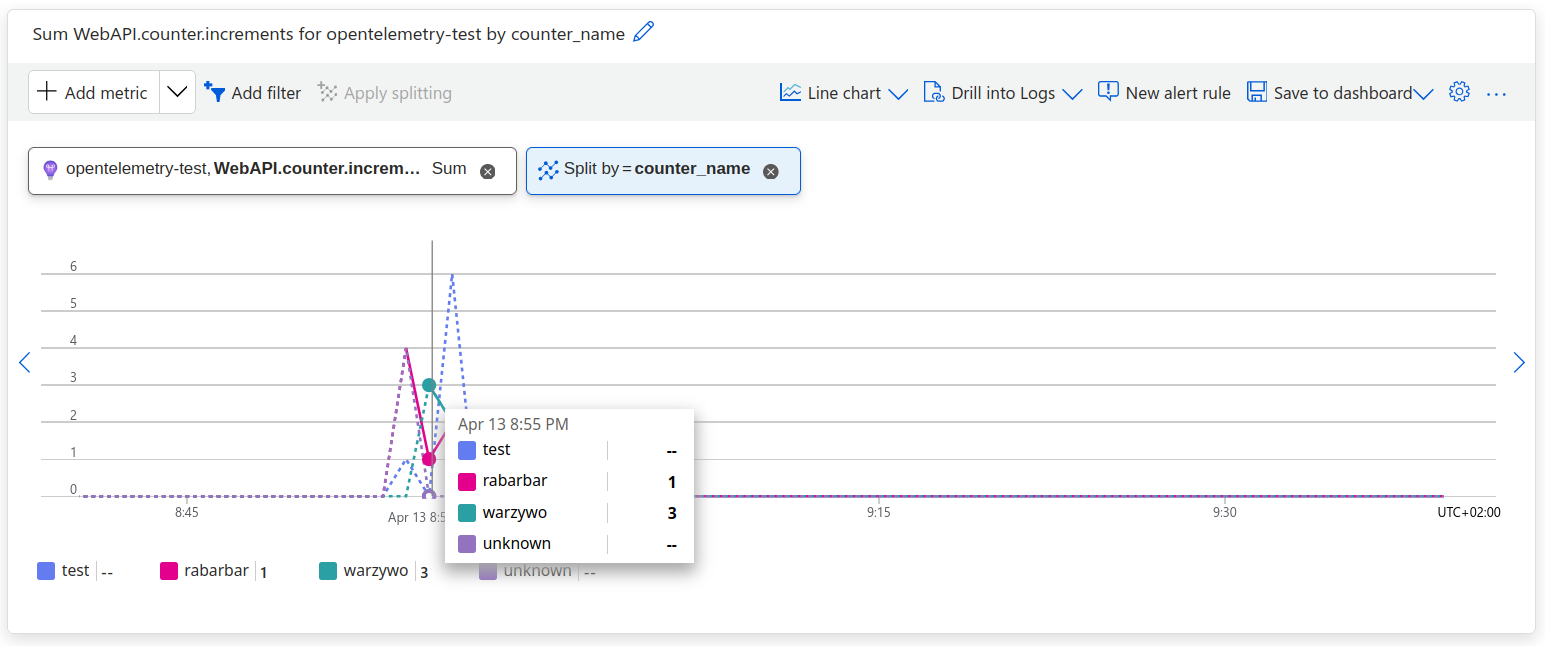 Sum WebAPI.counter.increments for opentelemetry-test by counter_name
Add metric Add filter Apply splitting Line chart Drill into Logs New alert rule Save to dashboard ...
opentelemetry-test, WebAPI.counter.increm... Sum Split by = counter_name
6
5
4
3
2
1
0
8:45 Apr 13 8:5 9:15 9:30 UTC+02:00
Apr 13 8:55 PM
test --
rabarbar 1
warzywo 3
unknown --
test -- rabarbar 1 warzywo 3 unknown --